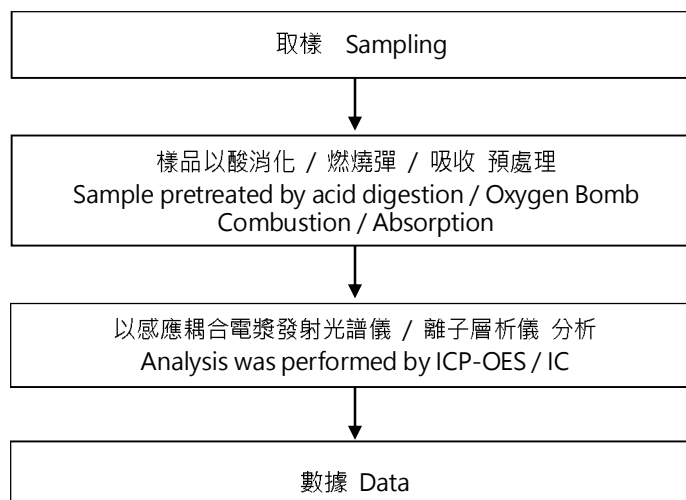 取樣 Sampling
樣品以酸消化 / 燃燒彈 / 吸收 預處理
Sample pretreated by acid digestion / Oxygen Bomb
Combustion / Absorption
以感應耦合電漿發射光譜儀 / 離子層析儀 分析
Analysis was performed by ICP-OES / IC
數據 Data